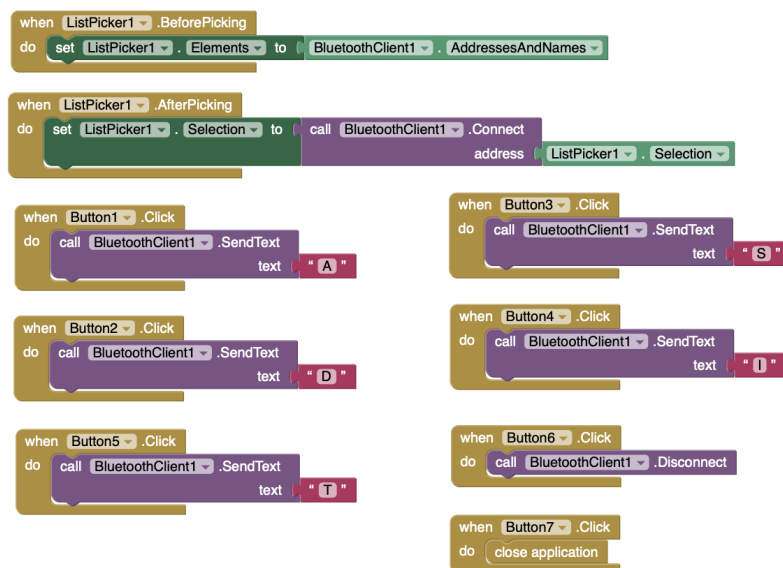 when ListPicker1 .BeforePicking
do set ListPicker1 . Elements to BluetoothClient1 . AddressesAndNames
when ListPicker1 .AfterPicking
do set ListPicker1 . Selection to call BluetoothClient1 .Connect
address ListPicker1 . Selection
when Button1 .Click
do call BluetoothClient1 .SendText
text " A "
when Button3 .Click
do call BluetoothClient1 .SendText
text " S "
when Button2 .Click
do call BluetoothClient1 .SendText
text " D "
when Button4 .Click
do call BluetoothClient1 .SendText
text " I "
when Button5 .Click
do call BluetoothClient1 .SendText
text " T "
when Button6 .Click
do call BluetoothClient1 .Disconnect
when Button7 .Click
do close application